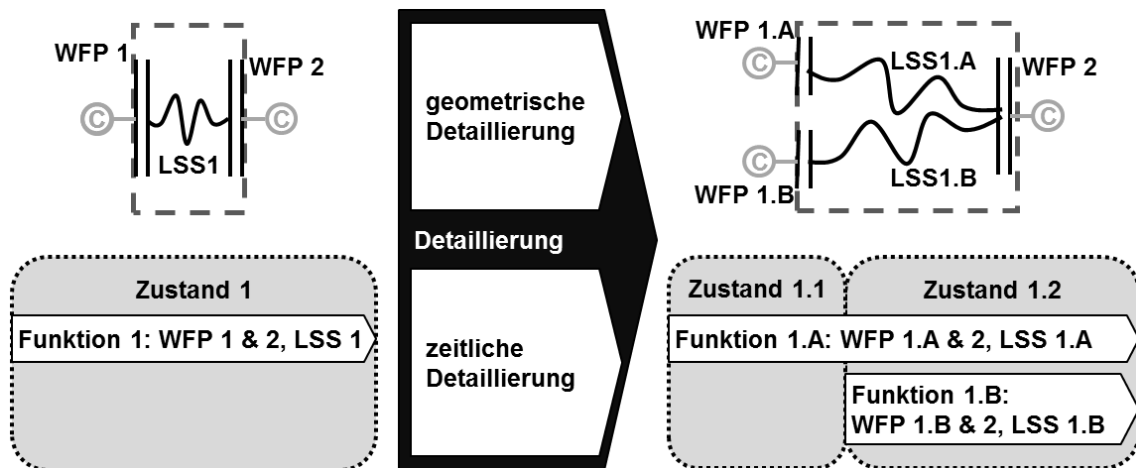 WFP 1
WFP 2
C
C
LSS1
geometrische
Detaillierung
Detaillierung
zeitliche
Detaillierung
WFP 1.A
LSS1.A
WFP 2
C
C
C
WFP 1.B
LSS1.B
Zustand 1
Funktion 1: WFP 1 & 2, LSS 1
Zustand 1.1
Zustand 1.2
Funktion 1.A: WFP 1.A & 2, LSS 1.A
Funktion 1.B:
WFP 1.B & 2, LSS 1.B